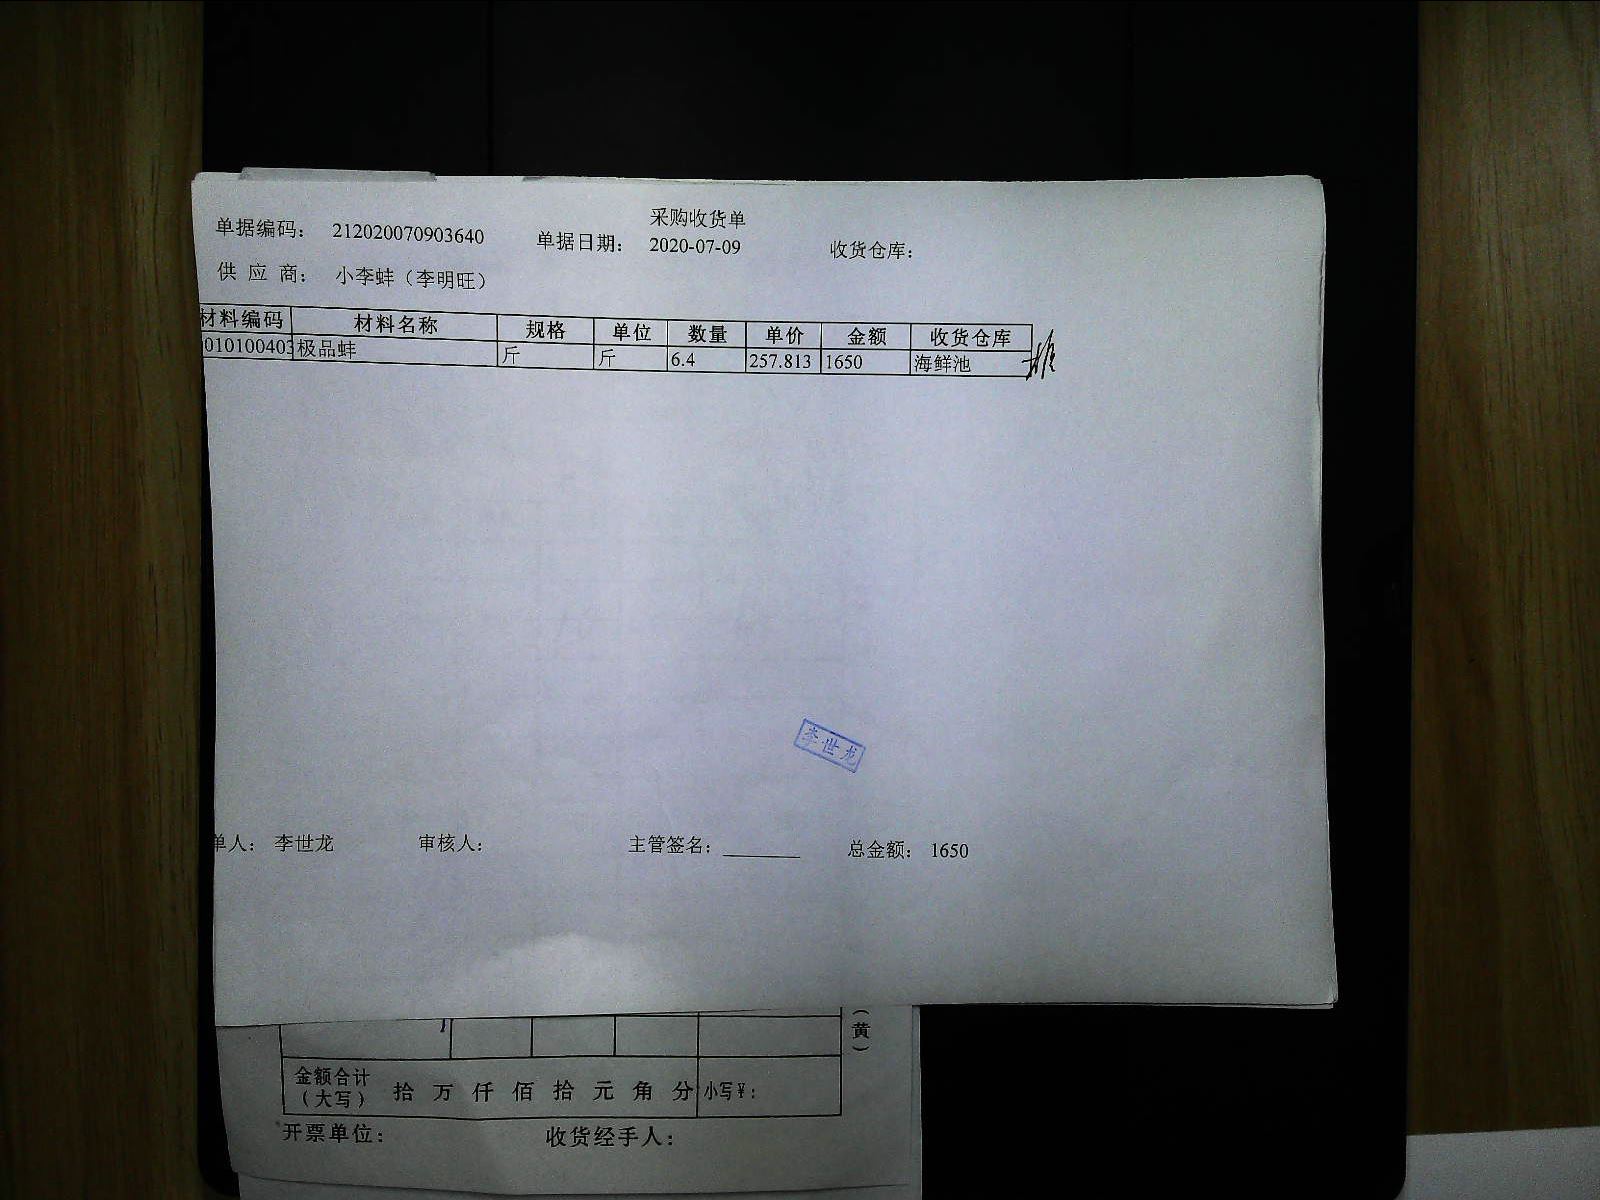 采购收货单
单据编码： 212020070903640 单据日期： 2020-07-09 收货仓库：
供 应 商： 小李蚌（李明旺）
材料编码 材料名称 规格 单位 数量 单价 金额 收货仓库
010100403 极品蚌 斤 斤 6.4 257.813 1650 海鲜池
李世龙
单人： 李世龙 审核人： 主管签名：________ 总金额： 1650
（黄）
金额合计（大写） 拾 万 仟 佰 拾 元 角 分 小写￥：
开票单位： 收货经手人：